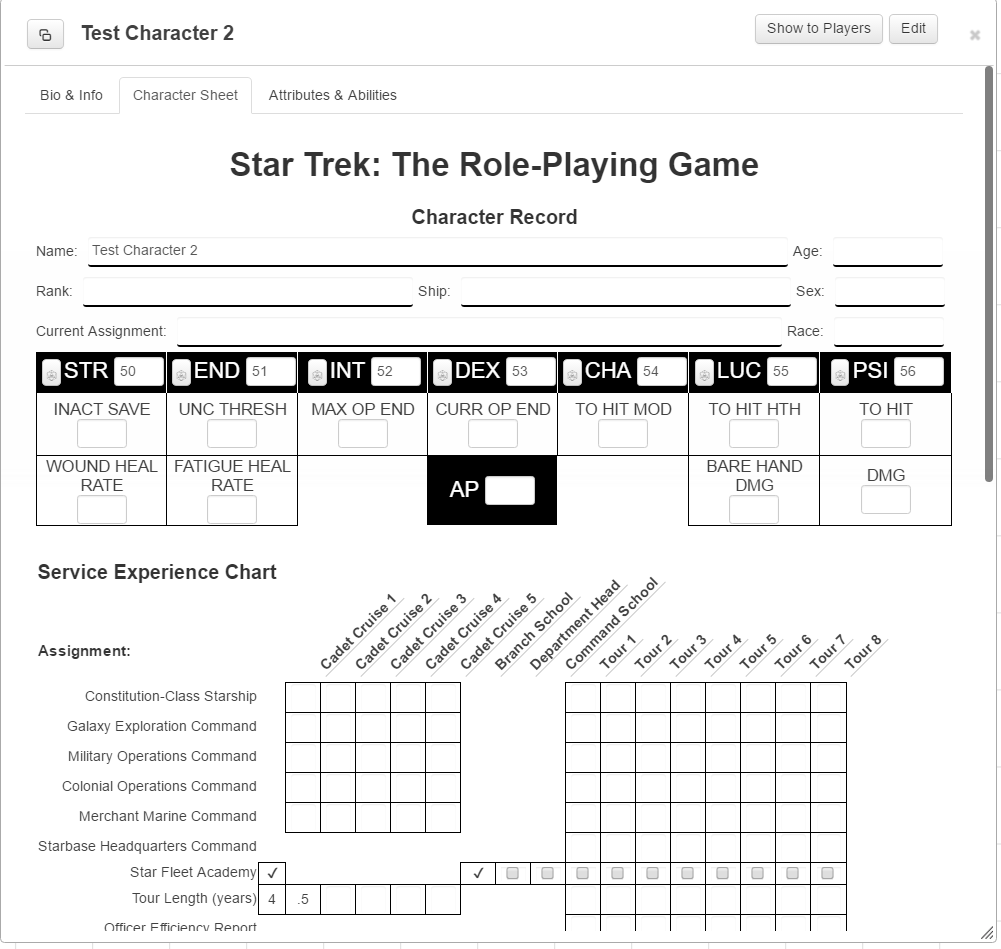 Test Character 2
Show to Players
Edit
Bio & Info
Character Sheet
Attributes & Abilities
Star Trek: The Role-Playing Game
Character Record
Name: Test Character 2 Age:
Rank: Ship: Sex:
Current Assignment: Race:
STR 50 END 51 INT 52 DEX 53 CHA 54 LUC 55 PSI 56
INACT SAVE UNC THRESH MAX OP END CURR OP END TO HIT MOD TO HIT HTH TO HIT
WOUND HEAL RATE FATIGUE HEAL RATE AP BARE HAND DMG DMG
Service Experience Chart
Assignment: Cadet Cruise 1 Cadet Cruise 2 Cadet Cruise 3 Cadet Cruise 4 Cadet Cruise 5 Branch School Department Head Command School Tour 1 Tour 2 Tour 3 Tour 4 Tour 5 Tour 6 Tour 7 Tour 8
Constitution-Class Starship
Galaxy Exploration Command
Military Operations Command
Colonial Operations Command
Merchant Marine Command
Starbase Headquarters Command
Star Fleet Academy ✓ ✓
Tour Length (years) 4 .5
Officer Efficiency Report